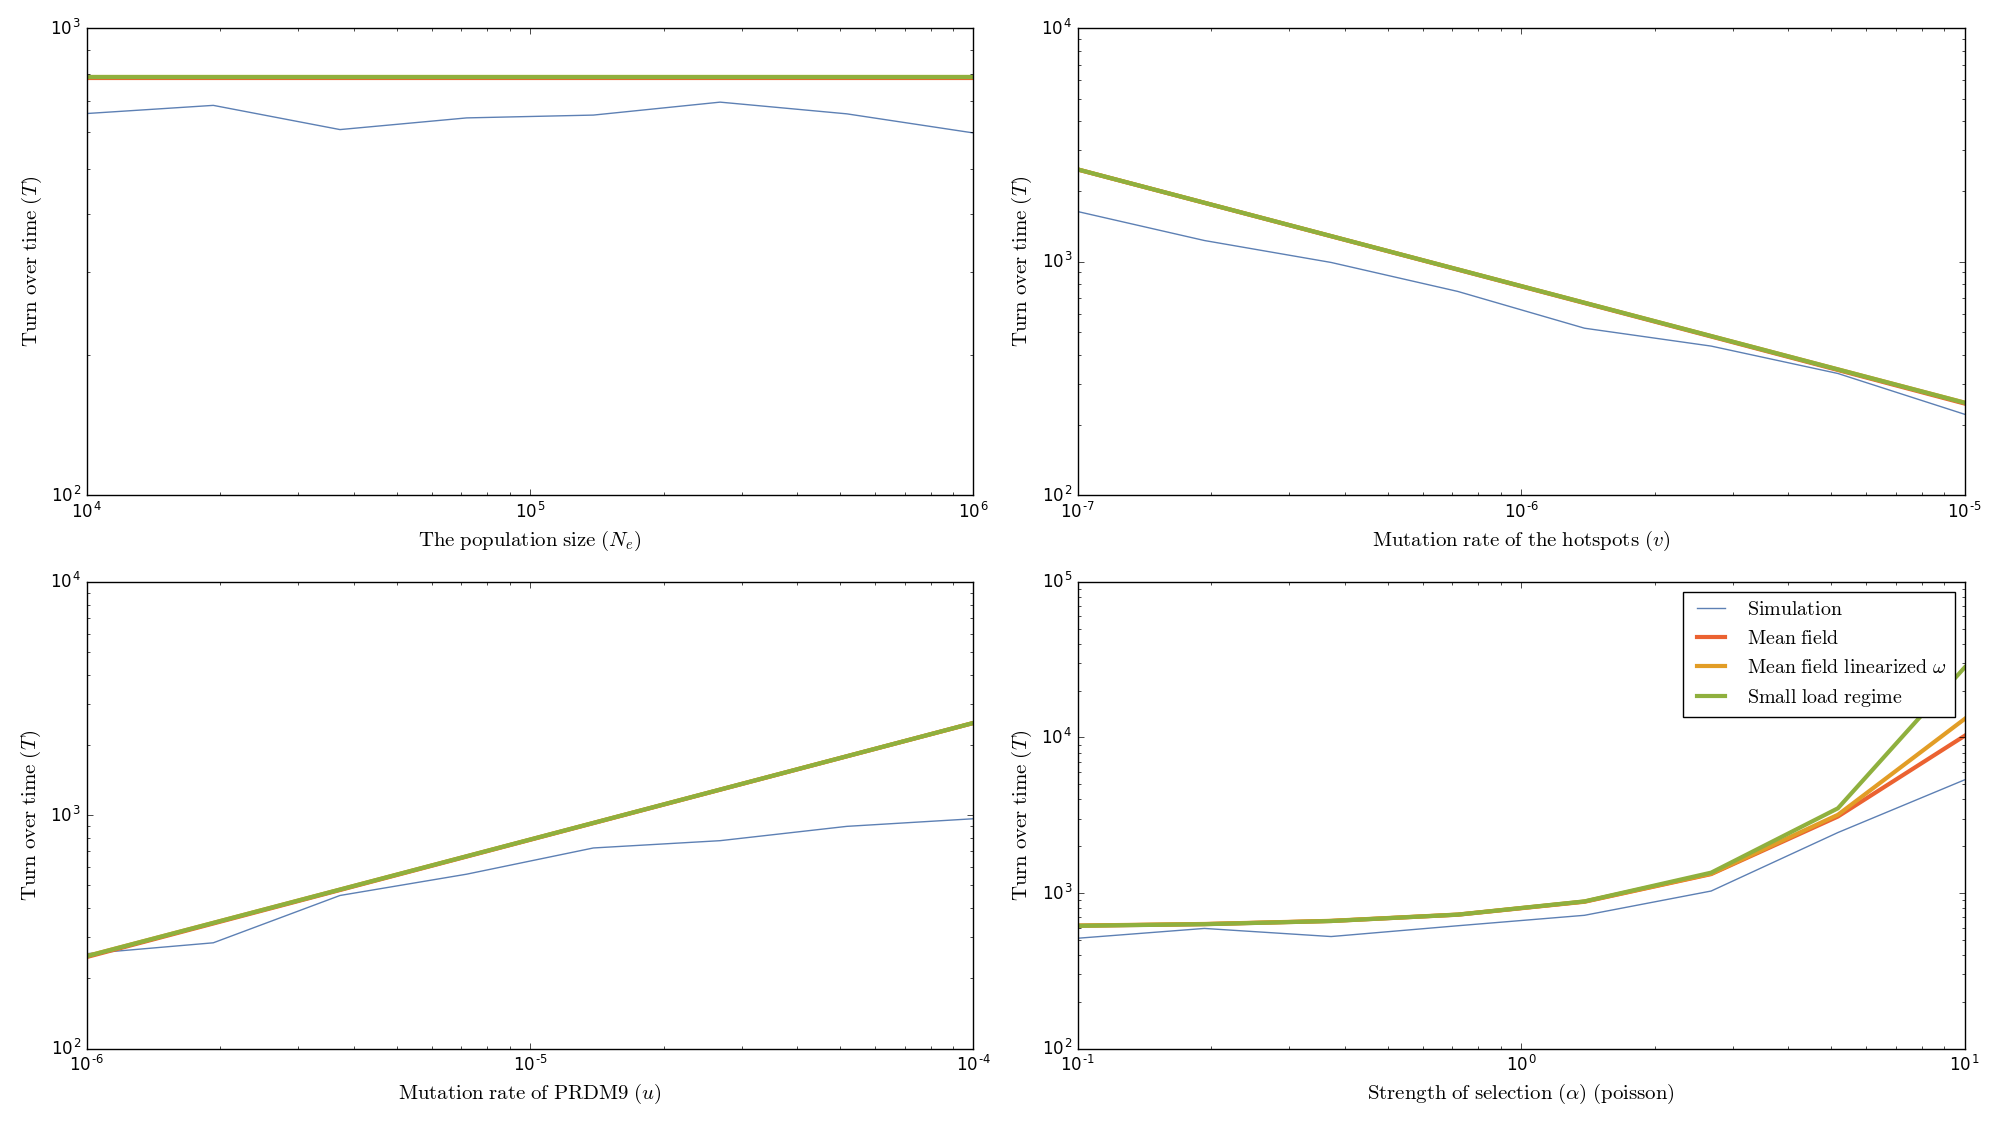 10^3
10^2
10^4
10^5
10^6
Turn over time (T)
The population size (N_e)
10^4
10^3
10^2
10^-7
10^-6
10^-5
Turn over time (T)
Mutation rate of the hotspots (v)
10^4
10^3
10^2
10^-6
10^-5
10^-4
Turn over time (T)
Mutation rate of PRDM9 (u)
10^5
10^4
10^3
10^2
10^-1
10^0
10^1
Turn over time (T)
Strength of selection (α) (poisson)
Simulation
Mean field
Mean field linearized ω
Small load regime